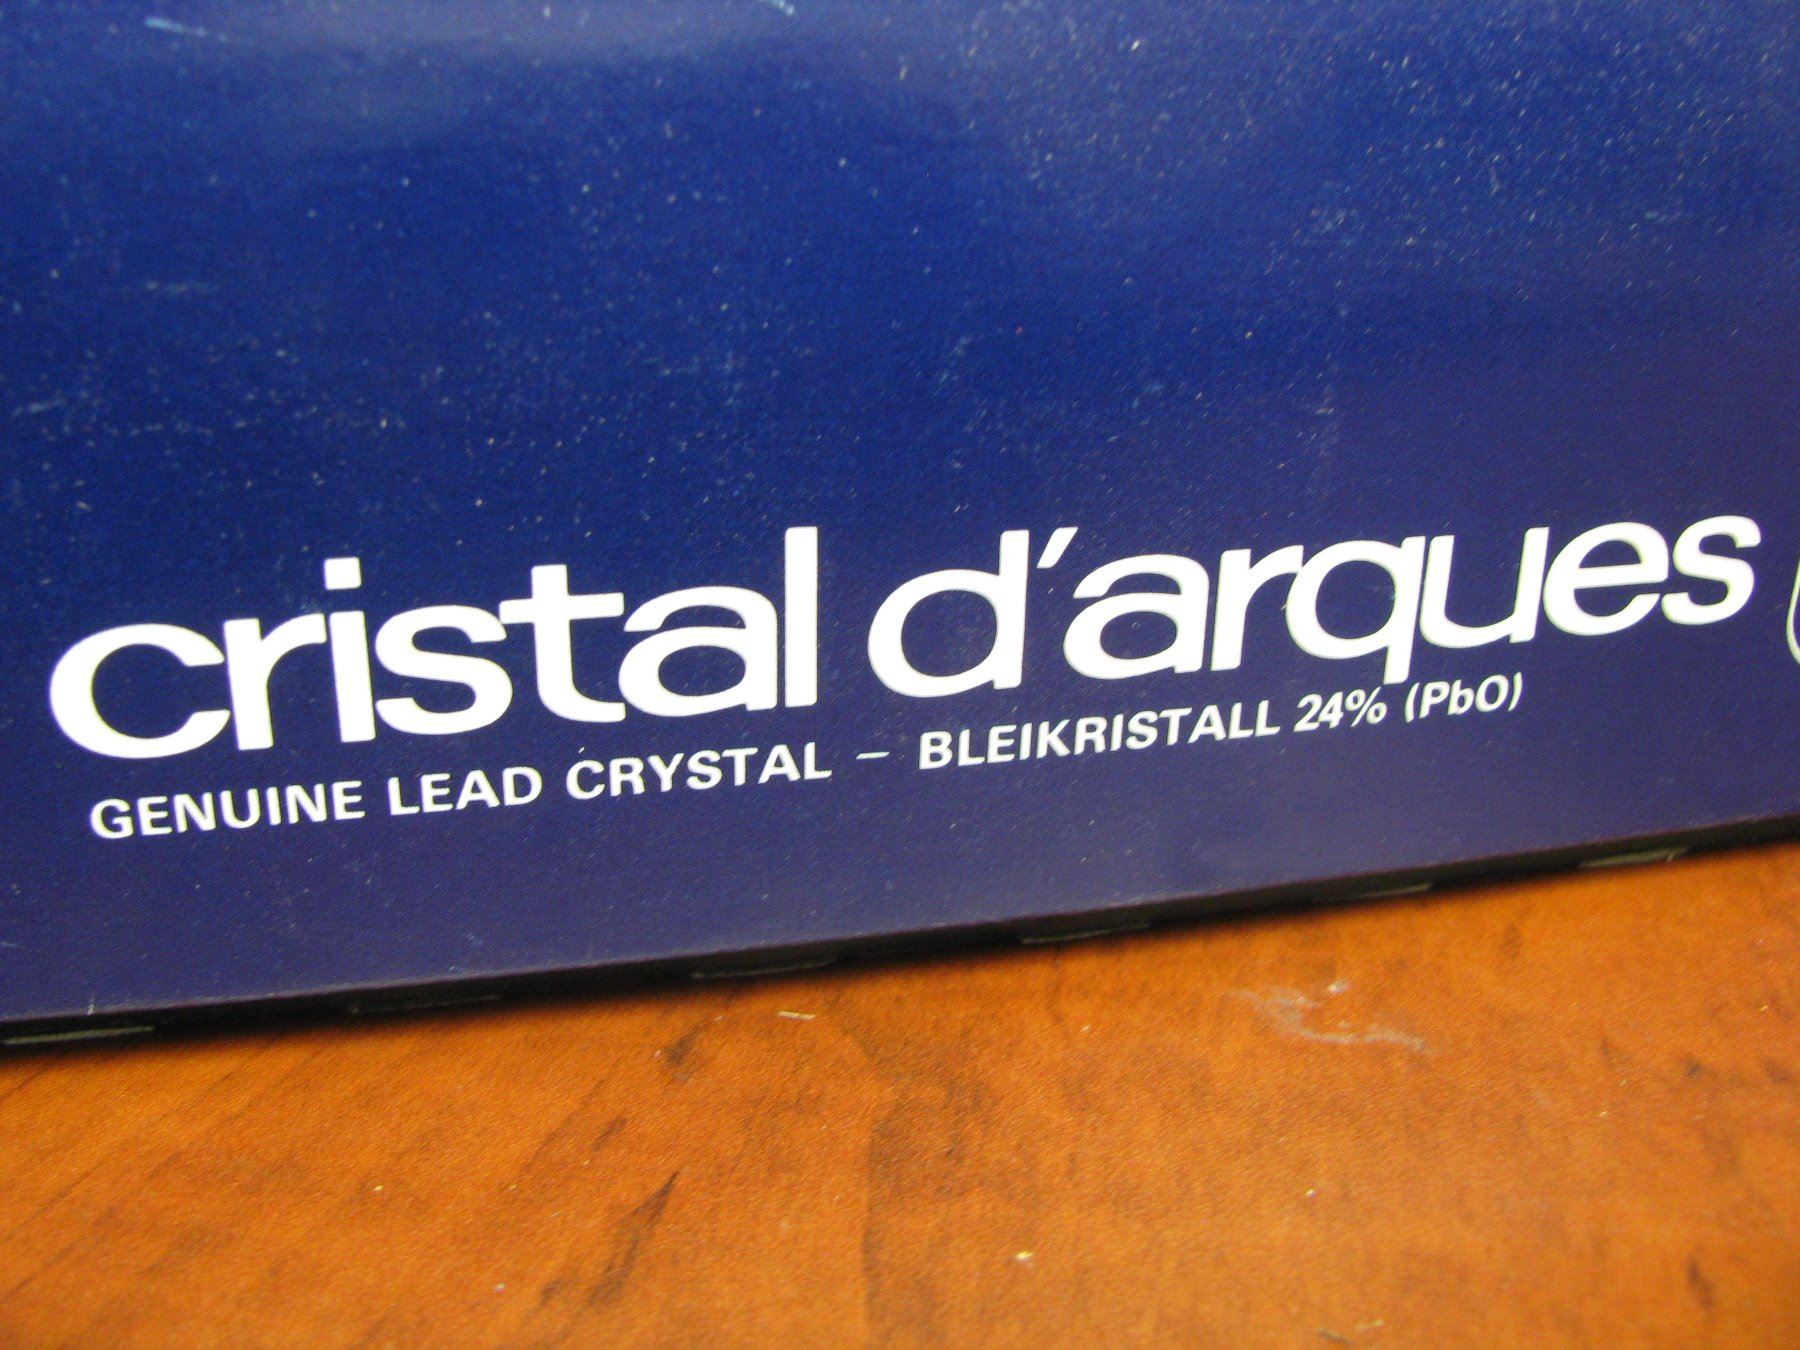 cristal d'arques
GENUINE LEAD CRYSTAL – BLEIKRISTALL 24% (PbO)